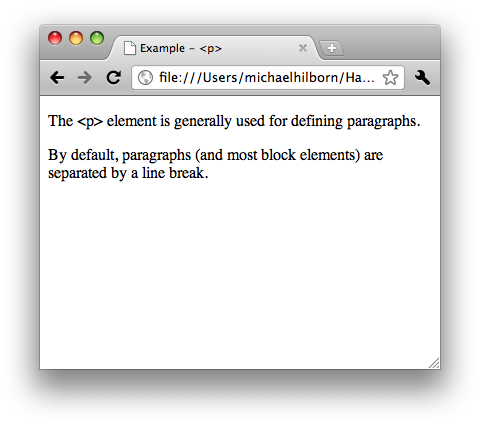 Example - <p>
file:///Users/michaelhilborn/Ha...
The <p> element is generally used for defining paragraphs.
By default, paragraphs (and most block elements) are
separated by a line break.